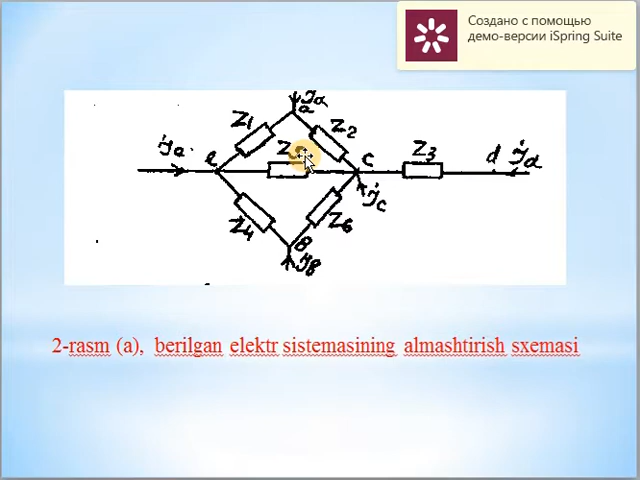 Создано с помощью
демо-версии iSpring Suite
J̇a
a
Z1
Z2
J̇e
e
c
Z3
d
J̇d
J̇c
Z4
Z6
B
J̇B
2-rasm (a), berilgan elektr sistemasining almashtirish sxemasi